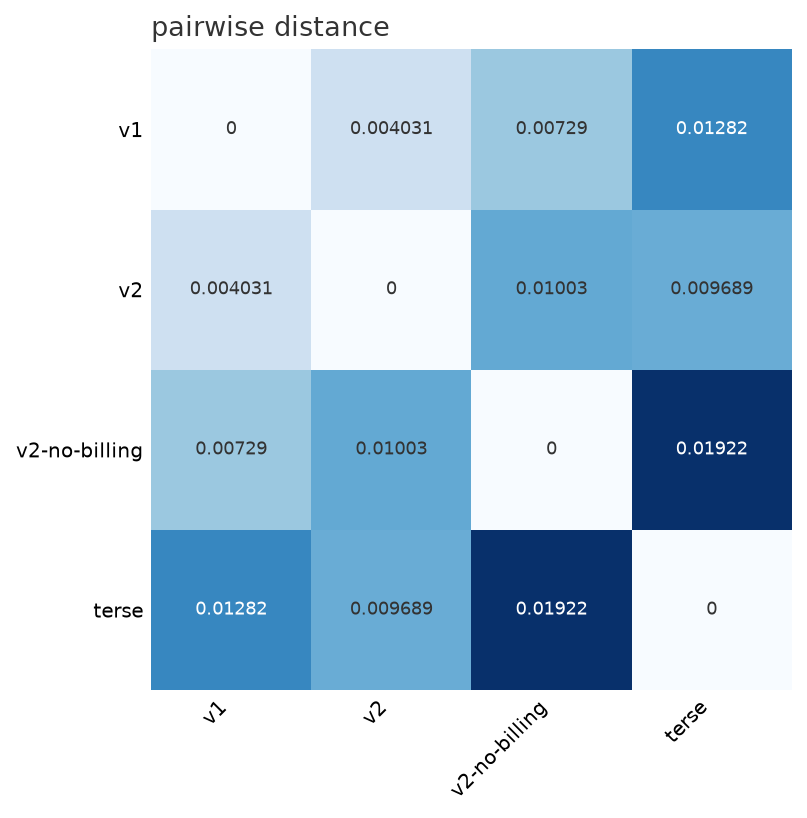 pairwise distance
v1 0 0.004031 0.00729 0.01282
v2 0.004031 0 0.01003 0.009689
v2-no-billing 0.00729 0.01003 0 0.01922
terse 0.01282 0.009689 0.01922 0
v1 v2 v2-no-billing terse